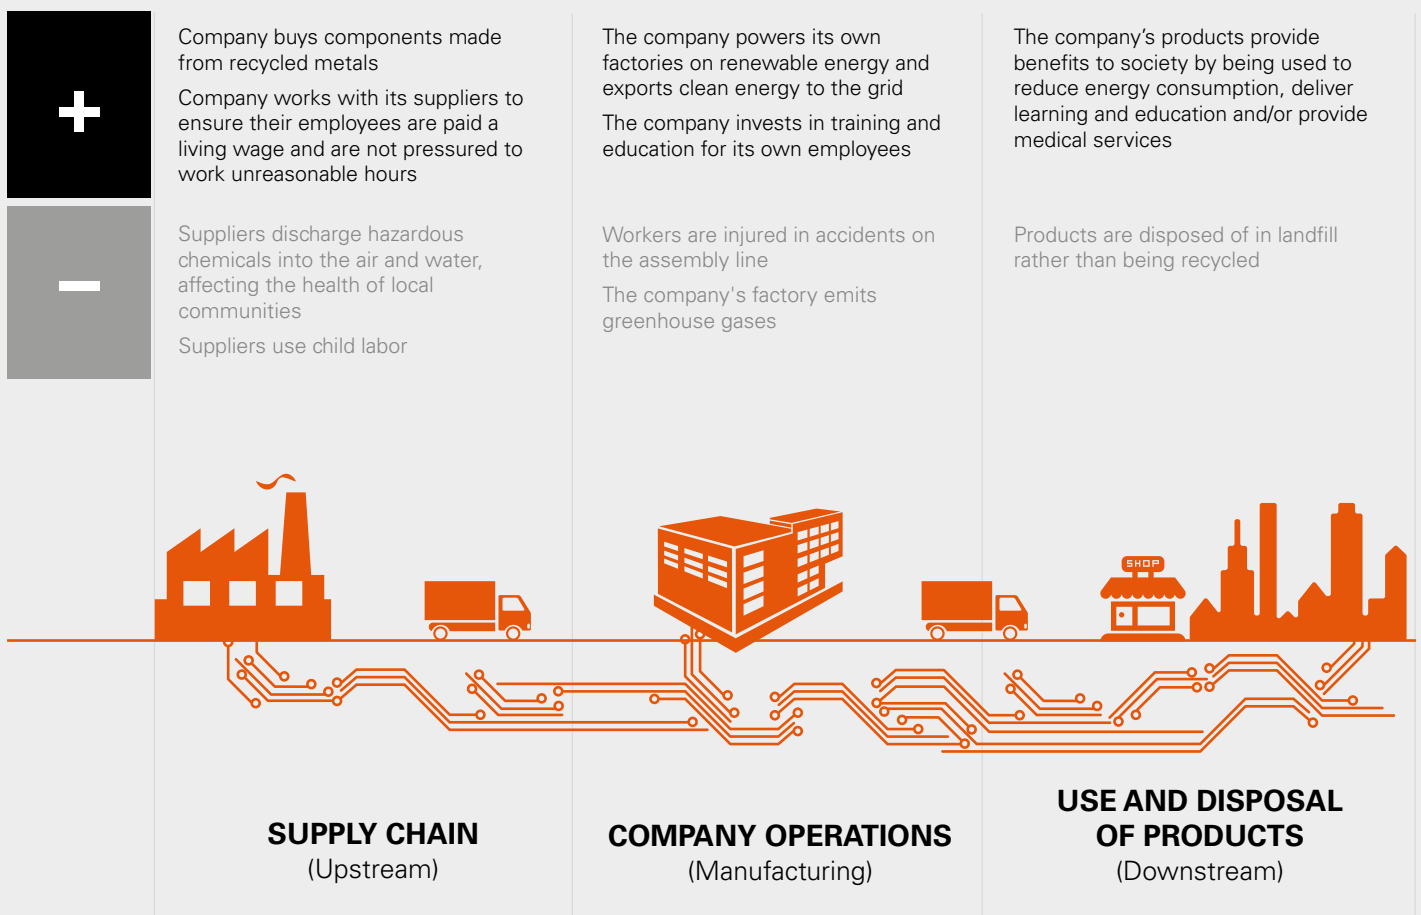 +
Company buys components made
from recycled metals
Company works with its suppliers to
ensure their employees are paid a
living wage and are not pressured to
work unreasonable hours
The company powers its own
factories on renewable energy and
exports clean energy to the grid
The company invests in training and
education for its own employees
The company’s products provide
benefits to society by being used to
reduce energy consumption, deliver
learning and education and/or provide
medical services
−
Suppliers discharge hazardous
chemicals into the air and water,
affecting the health of local
communities
Suppliers use child labor
Workers are injured in accidents on
the assembly line
The company's factory emits
greenhouse gases
Products are disposed of in landfill
rather than being recycled
SHOP
SUPPLY CHAIN
(Upstream)
COMPANY OPERATIONS
(Manufacturing)
USE AND DISPOSAL
OF PRODUCTS
(Downstream)